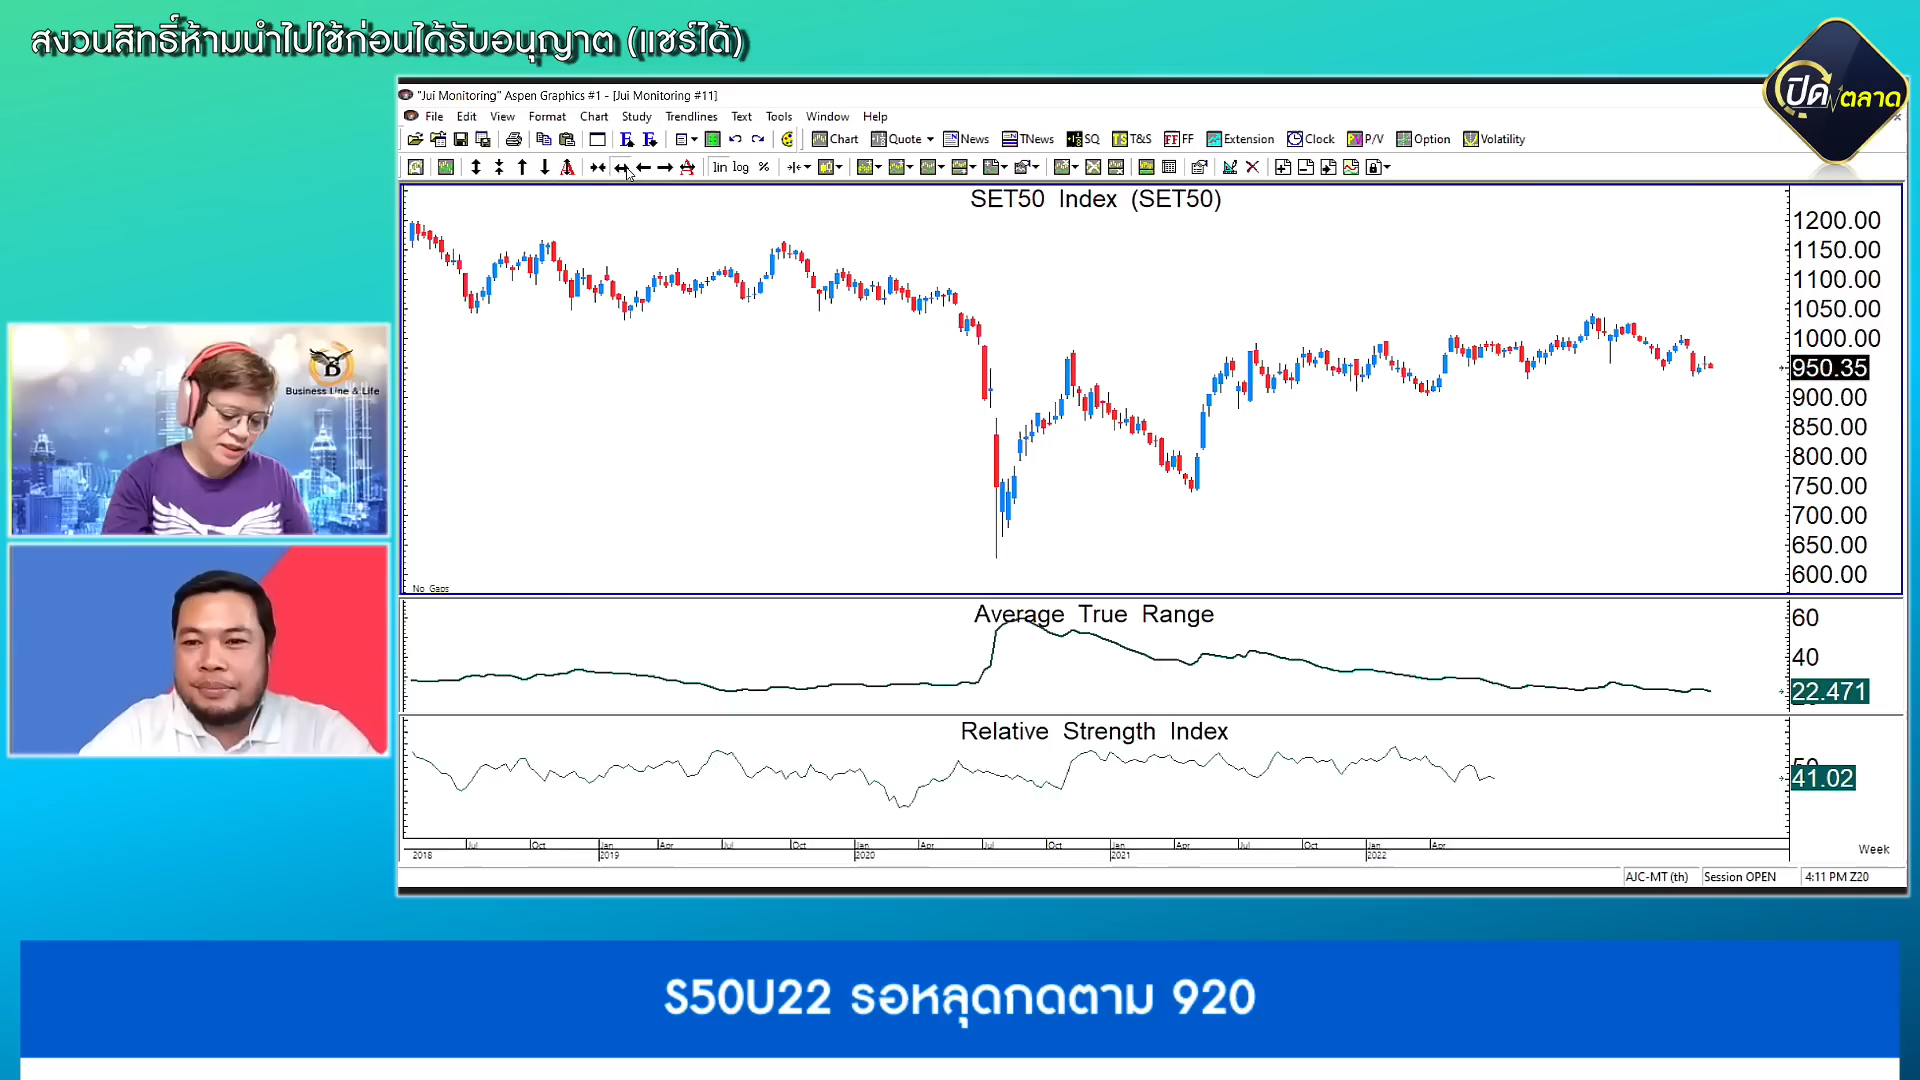 สงวนสิทธิ์ห้ามนำไปใช้ก่อนได้รับอนุญาต (แชร์ได้)
ปิดตลาด
"Jui Monitoring" Aspen Graphics #1 - [Jui Monitoring #11]
File Edit View Format Chart Study Trendlines Text Tools Window Help
Chart Quote News TNews SQ T&S FF Extension Clock P/V Option Volatility
lin log %
SET50 Index (SET50)
1200.00
1150.00
1100.00
1050.00
1000.00
950.35
900.00
850.00
800.00
750.00
700.00
650.00
600.00
No Gaps
B
Business Line & Life
Average True Range
60
40
22.471
Relative Strength Index
50
41.02
Jul Oct Jan Apr Jul Oct Jan Apr Jul Oct Jan Apr Jul Oct Jan Apr
2018 2019 2020 2021 2022
Week
AJC-MT (th) Session OPEN 4:11 PM Z20
S50U22 รอหลุดกดตาม 920